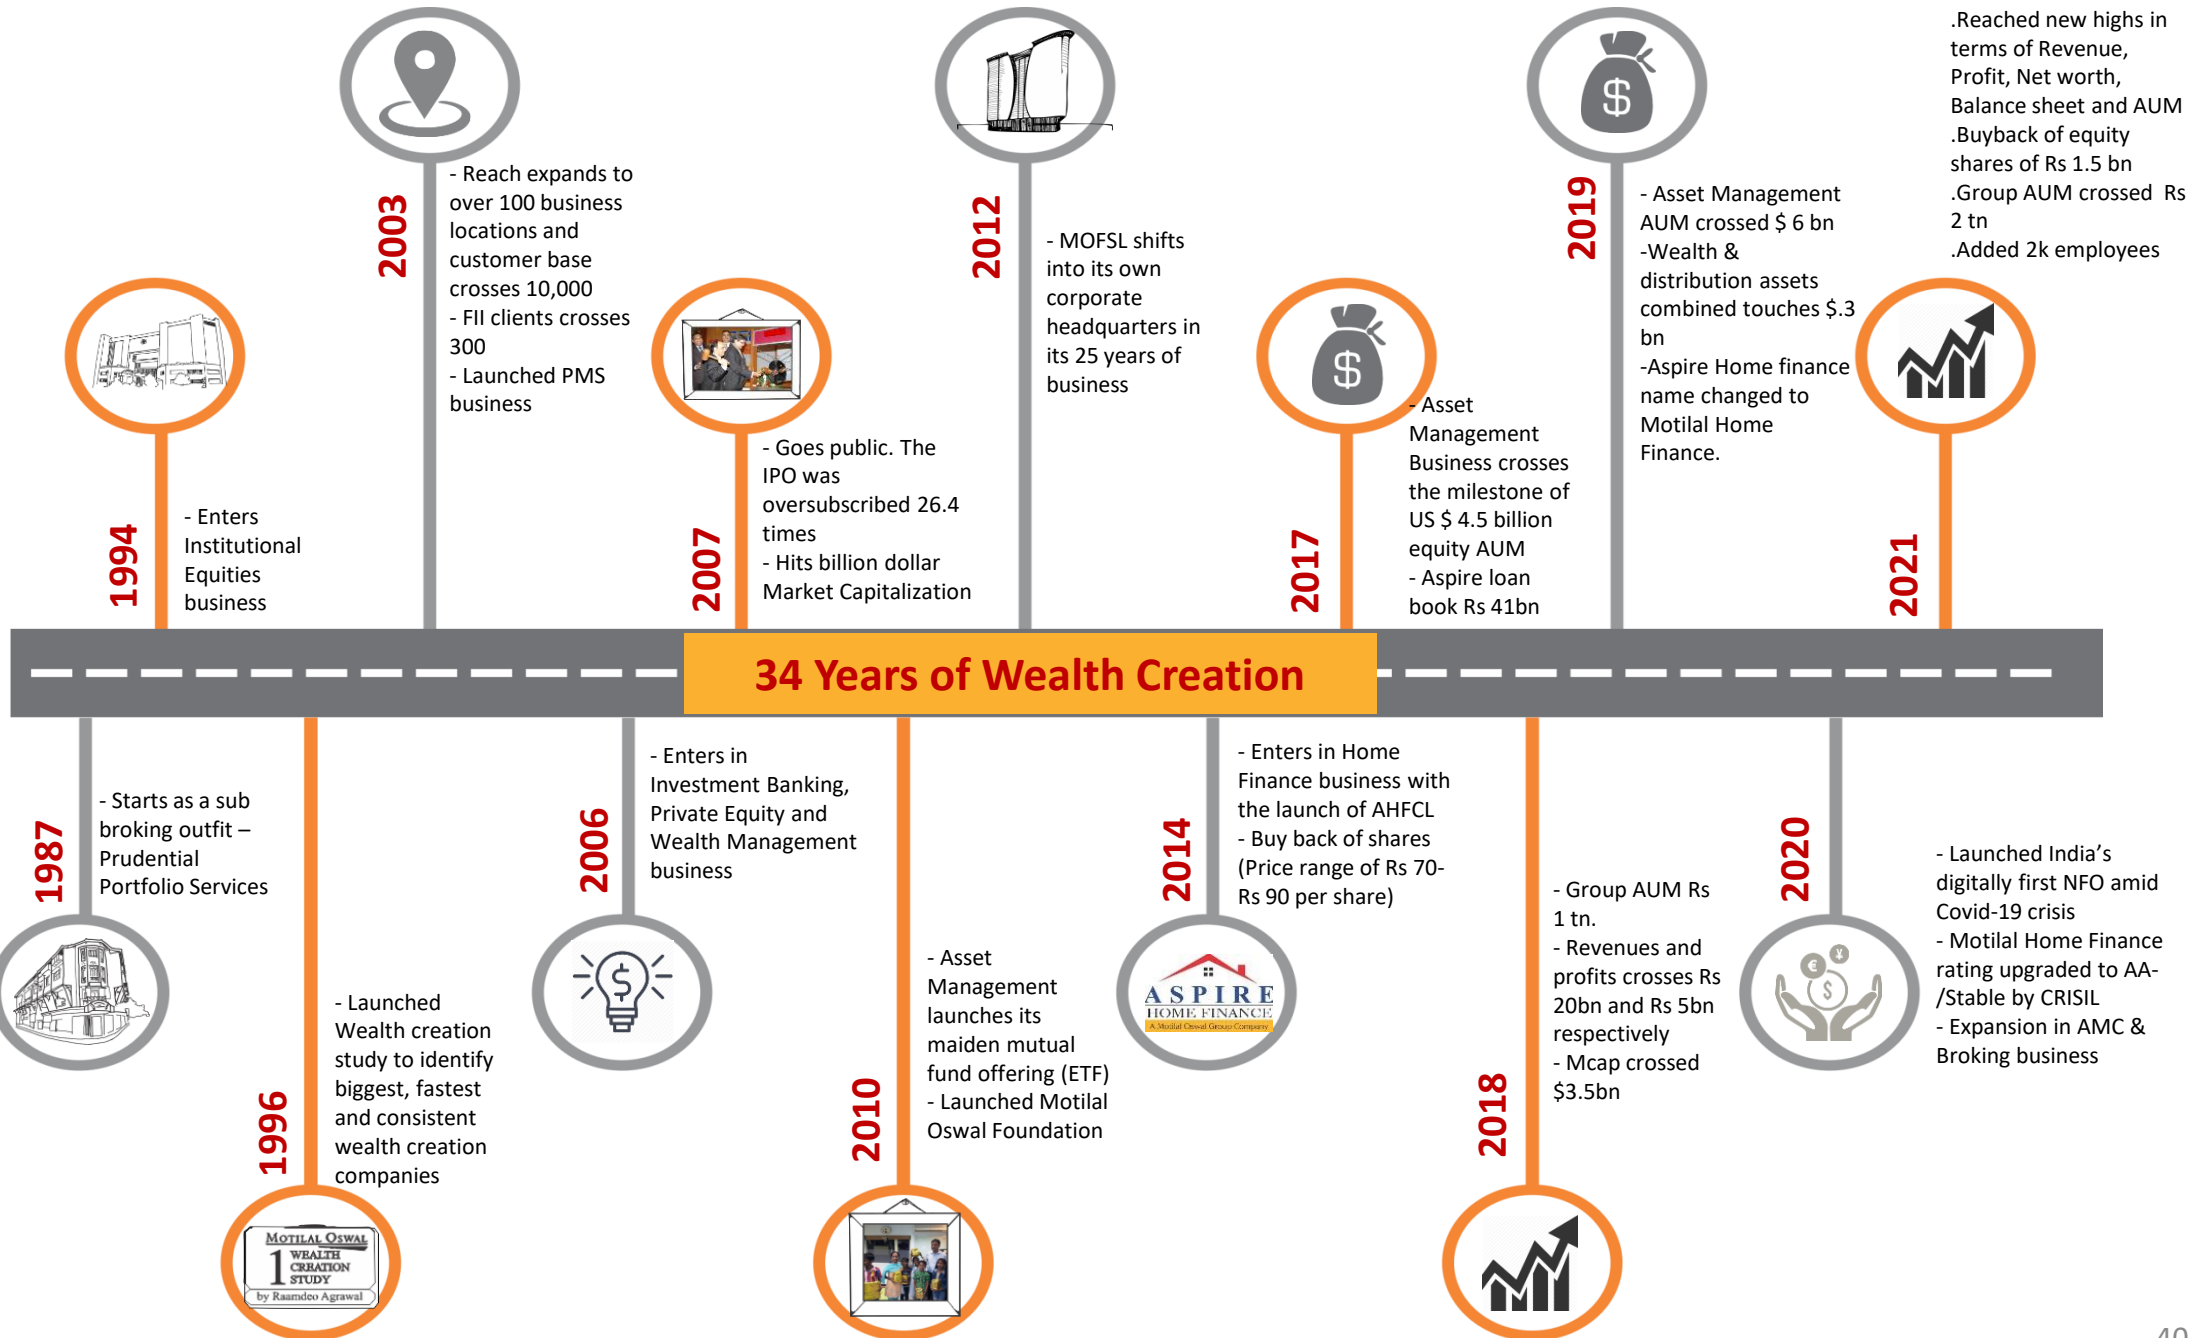 2003
- Reach expands to
over 100 business
locations and
customer base
crosses 10,000
- FII clients crosses
300
- Launched PMS
business
2012
- MOFSL shifts
into its own
corporate
headquarters in
its 25 years of
business
2019
- Asset Management
AUM crossed $ 6 bn
-Wealth &
distribution assets
combined touches $.3
bn
-Aspire Home finance
name changed to
Motilal Home
Finance.
.Reached new highs in
terms of Revenue,
Profit, Net worth,
Balance sheet and AUM
.Buyback of equity
shares of Rs 1.5 bn
.Group AUM crossed  Rs
2 tn
.Added 2k employees
1994
- Enters
Institutional
Equities
business
2007
- Goes public. The
IPO was
oversubscribed 26.4
times
- Hits billion dollar
Market Capitalization
2017
- Asset
Management
Business crosses
the milestone of
US $ 4.5 billion
equity AUM
- Aspire loan
book Rs 41bn
2021
34 Years of Wealth Creation
1987
- Starts as a sub
broking outfit –
Prudential
Portfolio Services
1996
- Launched
Wealth creation
study to identify
biggest, fastest
and consistent
wealth creation
companies
MOTILAL OSWAL
1 WEALTH
CREATION
STUDY
by Raamdeo Agrawal
2006
- Enters in
Investment Banking,
Private Equity and
Wealth Management
business
2010
- Asset
Management
launches its
maiden mutual
fund offering (ETF)
- Launched Motilal
Oswal Foundation
2014
- Enters in Home
Finance business with
the launch of AHFCL
- Buy back of shares
(Price range of Rs 70-
Rs 90 per share)
ASPIRE
HOME FINANCE
A Motilal Oswal Group Company
2018
- Group AUM Rs
1 tn.
- Revenues and
profits crosses Rs
20bn and Rs 5bn
respectively
- Mcap crossed
$3.5bn
2020
- Launched India’s
digitally first NFO amid
Covid-19 crisis
- Motilal Home Finance
rating upgraded to AA-
/Stable by CRISIL
- Expansion in AMC &
Broking business